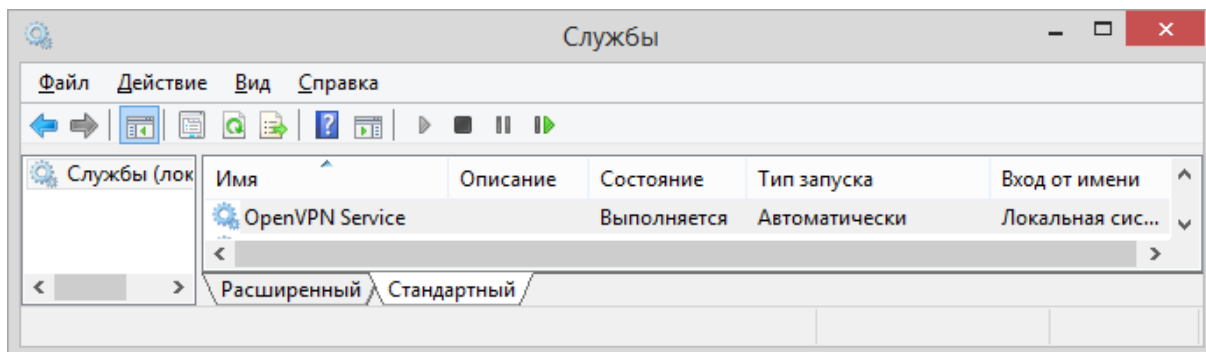 Службы
Файл Действие Вид Справка
Службы (лок
Имя Описание Состояние Тип запуска Вход от имени
OpenVPN Service Выполняется Автоматически Локальная сис...
Расширенный Стандартный